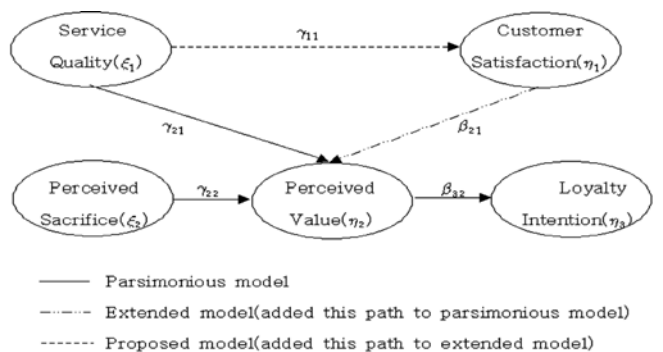 Service
Quality(ξ₁)
γ₁₁
Customer
Satisfaction(η₁)
γ₂₁
β₂₁
Perceived
Sacrifice(ξ₂)
γ₂₂
Perceived
Value(η₂)
β₃₂
Loyalty
Intention(η₃)
Parsimonious model
Extended model(added this path to parsimonious model)
Proposed model(added this path to extended model)